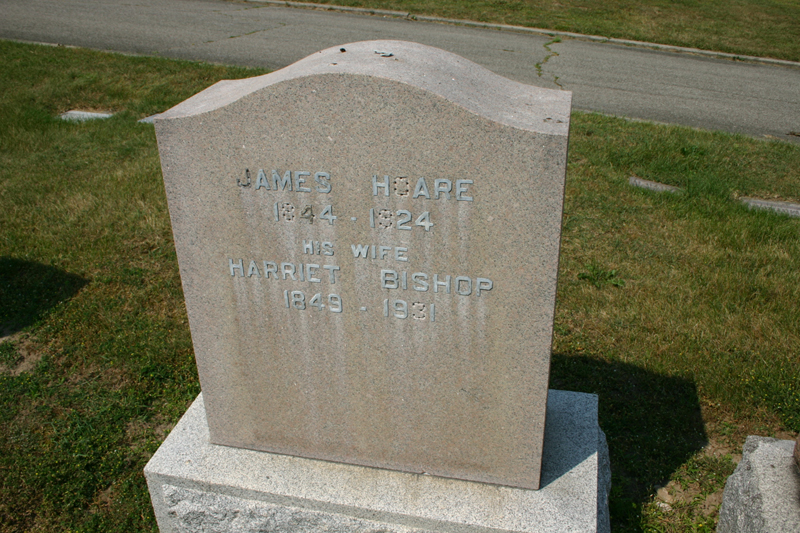 JAMES HOARE
1844 - 1924
HIS WIFE
HARRIET BISHOP
1849 - 1931